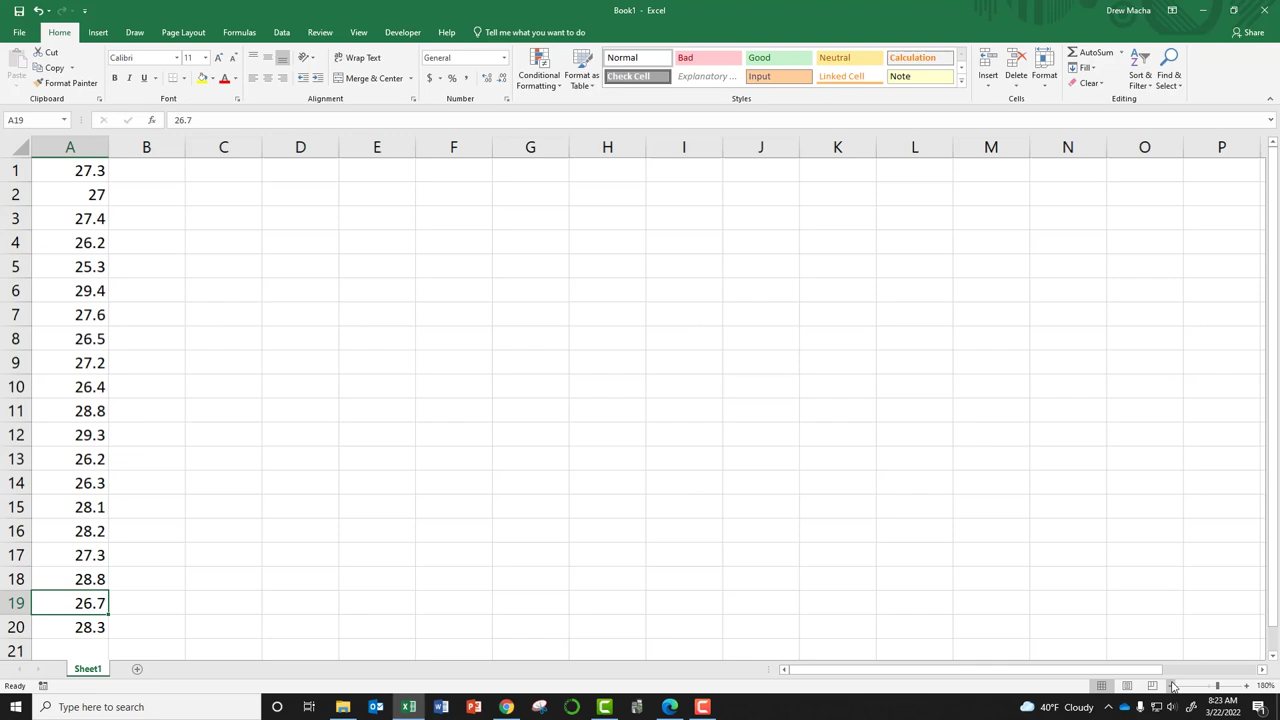 Book1 - Excel
Drew Macha
File Home Insert Draw Page Layout Formulas Data Review View Developer Help Tell me what you want to do Share
Paste
Cut
Copy
Format Painter
Clipboard
Calibri 11
B I U
Font
Wrap Text
Merge & Center
Alignment
General
$ % ,
Number
Conditional Formatting
Format as Table
Normal Bad Good Neutral Calculation
Check Cell Explanatory ... Input Linked Cell Note
Styles
Insert Delete Format
Cells
AutoSum
Fill
Clear
Sort & Filter
Find & Select
Editing
A19 fx 26.7
A B C D E F G H I J K L M N O P
1 27.3
2 27
3 27.4
4 26.2
5 25.3
6 29.4
7 27.6
8 26.5
9 27.2
10 26.4
11 28.8
12 29.3
13 26.2
14 26.3
15 28.1
16 28.2
17 27.3
18 28.8
19 26.7
20 28.3
21
Sheet1
Ready 180%
Type here to search
40°F Cloudy
8:23 AM
3/22/2022